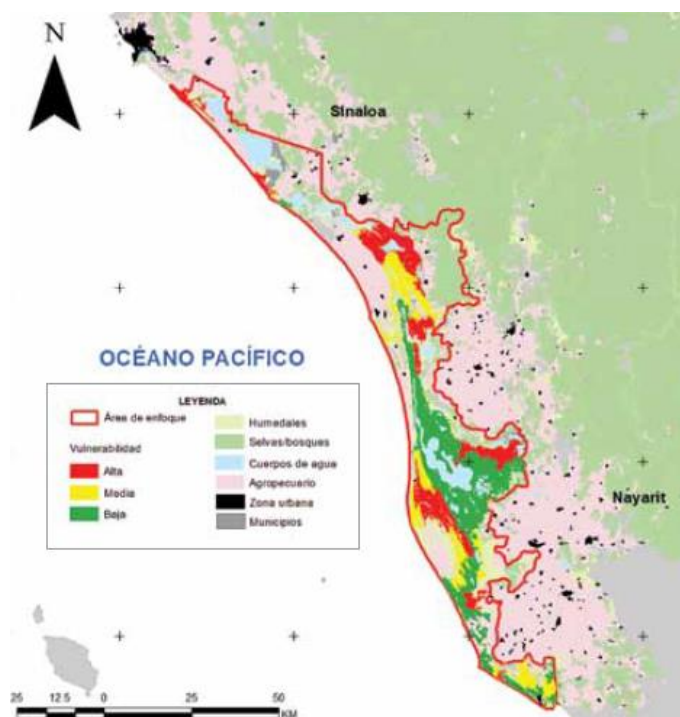 N
Sinaloa
OCÉANO PACÍFICO
LEYENDA
Área de enfoque
Vulnerabilidad
Alta
Media
Baja
Humedales
Selvas/bosques
Cuerpos de agua
Agropecuario
Zona urbana
Municipios
Nayarit
25 12.5 0 25 50
KM